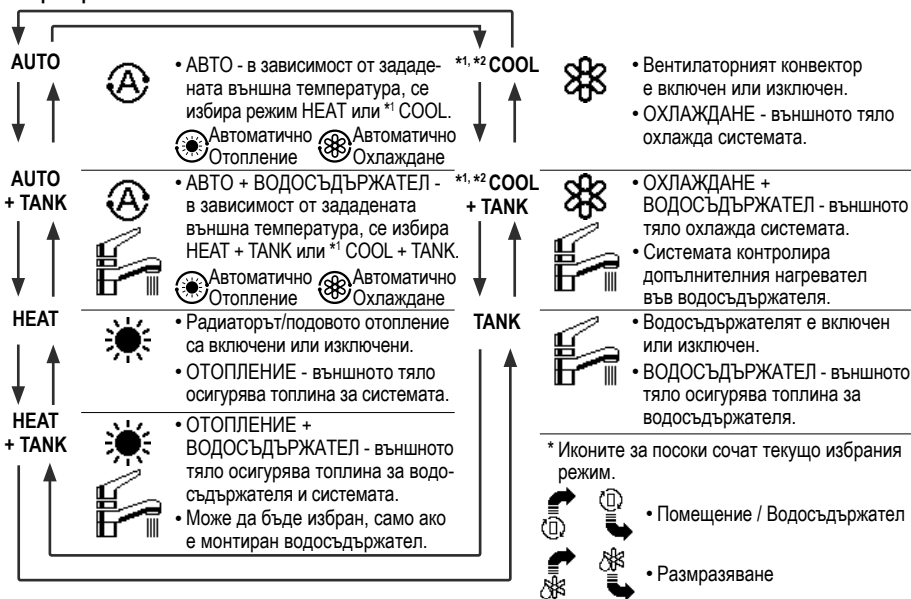 AUTO
• АВТО - в зависимост от зададе-
ната външна температура, се
избира режим HEAT или *1 COOL.
Автоматично Отопление
Автоматично Охлаждане
AUTO
+ TANK
• АВТО + ВОДОСЪДЪРЖАТЕЛ -
в зависимост от зададената
външна температура, се избира
HEAT + TANK или *1 COOL + TANK.
Автоматично Отопление
Автоматично Охлаждане
HEAT
• Радиаторът/подовото отопление
са включени или изключени.
• ОТОПЛЕНИЕ - външното тяло
осигурява топлина за системата.
HEAT
+ TANK
• ОТОПЛЕНИЕ +
ВОДОСЪДЪРЖАТЕЛ - външното
тяло осигурява топлина за водо-
съдържателя и системата.
• Може да бъде избран, само ако
е монтиран водосъдържател.
*1, *2 COOL
• Вентилаторният конвектор
е включен или изключен.
• ОХЛАЖДАНЕ - външното тяло
охлажда системата.
*1, *2 COOL
+ TANK
• ОХЛАЖДАНЕ +
ВОДОСЪДЪРЖАТЕЛ - външното
тяло охлажда системата.
• Системата контролира
допълнителния нагревател
във водосъдържателя.
TANK
• Водосъдържателят е включен
или изключен.
• ВОДОСЪДЪРЖАТЕЛ - външното
тяло осигурява топлина за
водосъдържателя.
* Иконите за посоки сочат текущо избрания
режим.
• Помещение / Водосъдържател
• Размразяване